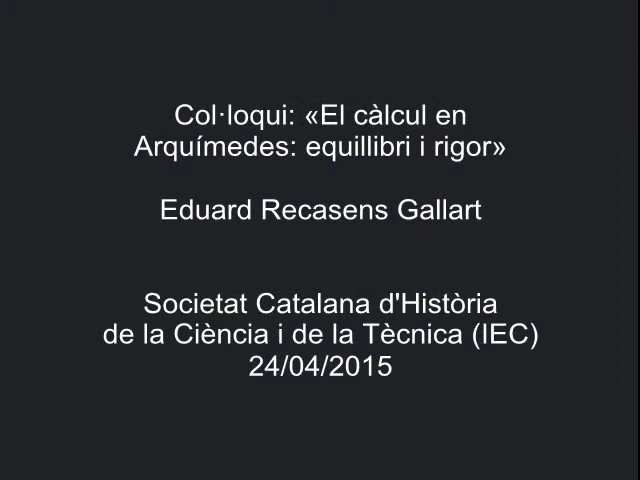 Col·loqui: «El càlcul en
Arquímedes: equillibri i rigor»
Eduard Recasens Gallart
Societat Catalana d'Història
de la Ciència i de la Tècnica (IEC)
24/04/2015